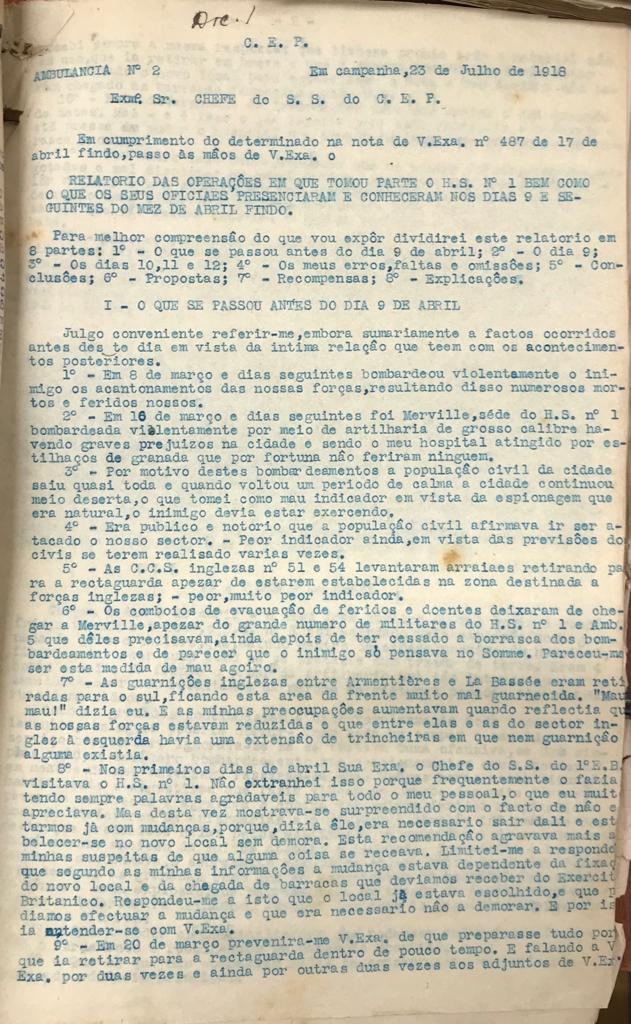 Doc. 1
C. E. P.
AMBULANCIA Nº 2 Em campanha,23 de Julho de 1918
Exmº Sr. CHEFE do S. S. do C. E. P.
Em cumprimento do determinado na nota de V.Exa. nº 487 de 17 de
abril findo,passo às mãos de V.Exa. o
RELATORIO DAS OPERAÇÕES EM QUE TOMOU PARTE O H.S. Nº 1 BEM COMO
O QUE OS SEUS OFICIAES PRESENCIARAM E CONHECERAM NOS DIAS 9 E SE-
GUINTES DO MEZ DE ABRIL FINDO.
Para melhor compreensão do que vou expôr dividirei este relatorio em
8 partes: 1º - O que se passou antes do dia 9 de abril; 2º - O dia 9;
3º - Os dias 10,11 e 12; 4º - Os meus erros,faltas e omissões; 5º - Con-
clusões; 6º - Propostas; 7º - Recompensas; 8º - Explicações.
I - O QUE SE PASSOU ANTES DO DIA 9 DE ABRIL
Julgo conveniente referir-me,embora sumariamente a factos ocorridos
antes des te dia em vista da intima relação que teem com os acontecimen-
tos posteriores.
1º - Em 8 de março e dias seguintes bombardeou violentamente o ini-
migo os acantonamentos das nossas forças,resultando disso numerosos mor-
tos e feridos nossos.
2º - Em 16 de março e dias seguintes foi Merville,séde do H.S. nº 1
bombardeada violentamente por meio de artilharia de grosso calibre ha-
vendo graves prejuizos na cidade e sendo o meu hospital atingido por es-
tilhaços de granada que por fortuna não feriram ninguem.
3º - Por motivo destes bombardeamentos a população civil da cidade
saiu quasi toda e quando voltou um periodo de calma a cidade continuou
meio deserta,o que tomei como mau indicador em vista da espionagem que
era natural,o inimigo devia estar exercendo.
4º - Era publico e notorio que a população civil afirmava ir ser a-
tacado o nosso sector. - Peor indicador ainda,em vista das previsões do
civis se terem realisado varias vezes.
5º - As C.C.S. inglezas nº 51 e 54 levantaram arraiaes retirando pa
ra a rectaguarda apezar de estarem estabelecidas na zona destinada a
forças inglezas; - peor,muito peor indicador.
6º - Os comboios de evacuação de feridos e doentes deixaram de che-
gar a Merville,apezar do grande numero de militares do H.S. nº 1 e Amb.
5 que dêles precisavam,ainda depois de ter cessado a borrasca dos bom-
bardeamentos e de parecer que o inimigo só pensava no Somme. Pareceu-me
ser esta medida de mau agoiro.
7º - As guarnições inglezas entre Armentières e La Bassée eram reti
radas para o sul,ficando esta area da frente muito mal guarnecida. "Mau
mau!" dizia eu. E as minhas preocupações aumentavam quando reflectia q
as nossas forças estavam reduzidas e que entre elas e as do sector in-
glez à esquerda havia uma extensão de trincheiras em que nem guarnição
alguma existia.
8º - Nos primeiros dias de abril Sua Exa. o Chefe do S.S. do 1ºE.B
visitava o H.S. nº 1. Não extranhei isso porque frequentemente o fazia
tendo sempre palavras agradaveis para todo o meu pessoal,o que eu muit
apreciava. Mas desta vez mostrava-se surpreendido com o facto de não e
tarmos já com mudanças,porque,dizia êle,era necessario sair dali e est
belecer-se no novo local sem demora. Esta recomendação agravava mais a
minhas suspeitas de que alguma coisa se receava. Limitei-me a responde
que segundo as minhas informações a mudança estava dependente da fixaç
do novo local e da chegada de barracas que deviamos receber do Exercit
Britanico. Respondeu-me a isto que o local já estava escolhido,e que p
diamos efectuar a mudança e que era necessario não a demorar. E por is
ia entender-se com V.Exa.
9º - Em 20 de março prevenira-me V.Exa. de que preparasse tudo por
que ia retirar para a rectaguarda dentro de pouco tempo. E falando a V
Exa. por duas vezes e ainda por outras duas vezes aos adjuntos de V.Ex